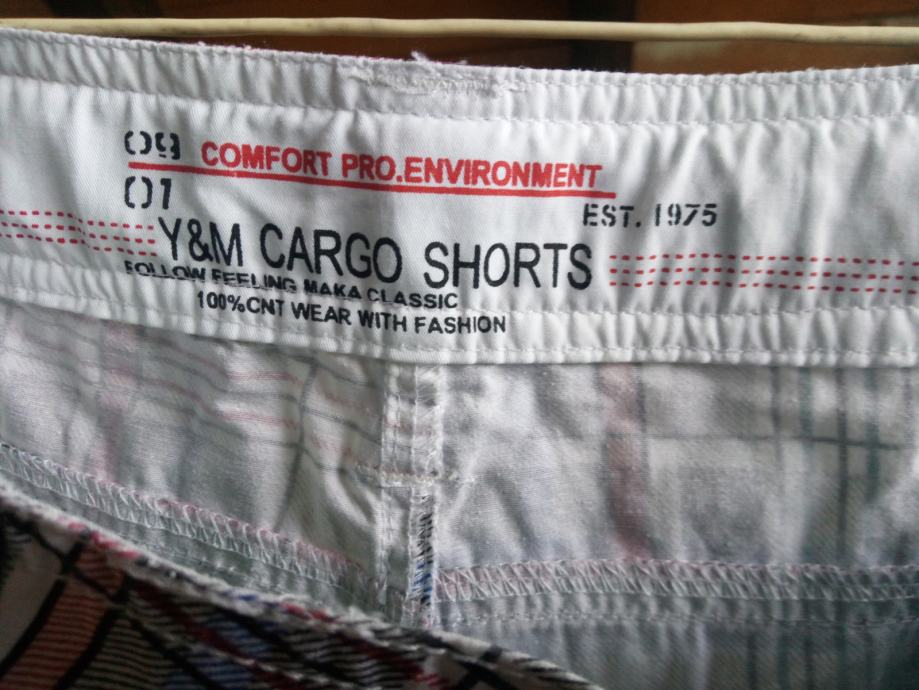 09 COMFORT PRO.ENVIRONMENT
01
EST. 1975
Y&M CARGO SHORTS
FOLLOW FEELING MAKA CLASSIC
100%CNT WEAR WITH FASHION